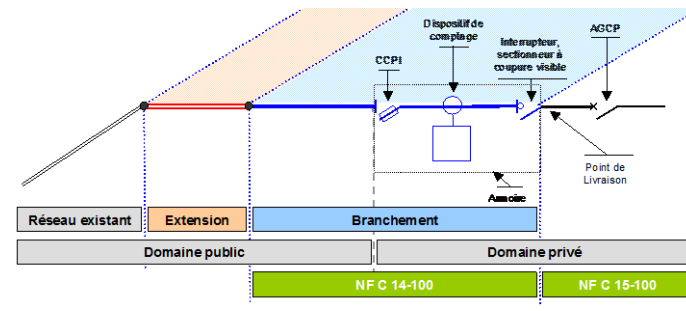 Dispositif de
comptage
CCPI
Interrupteur,
sectionneur à
coupure visible
AGCP
Point de
Livraison
Armoire
Réseau existant
Extension
Branchement
Domaine public
Domaine privé
NF C 14-100
NF C 15-100